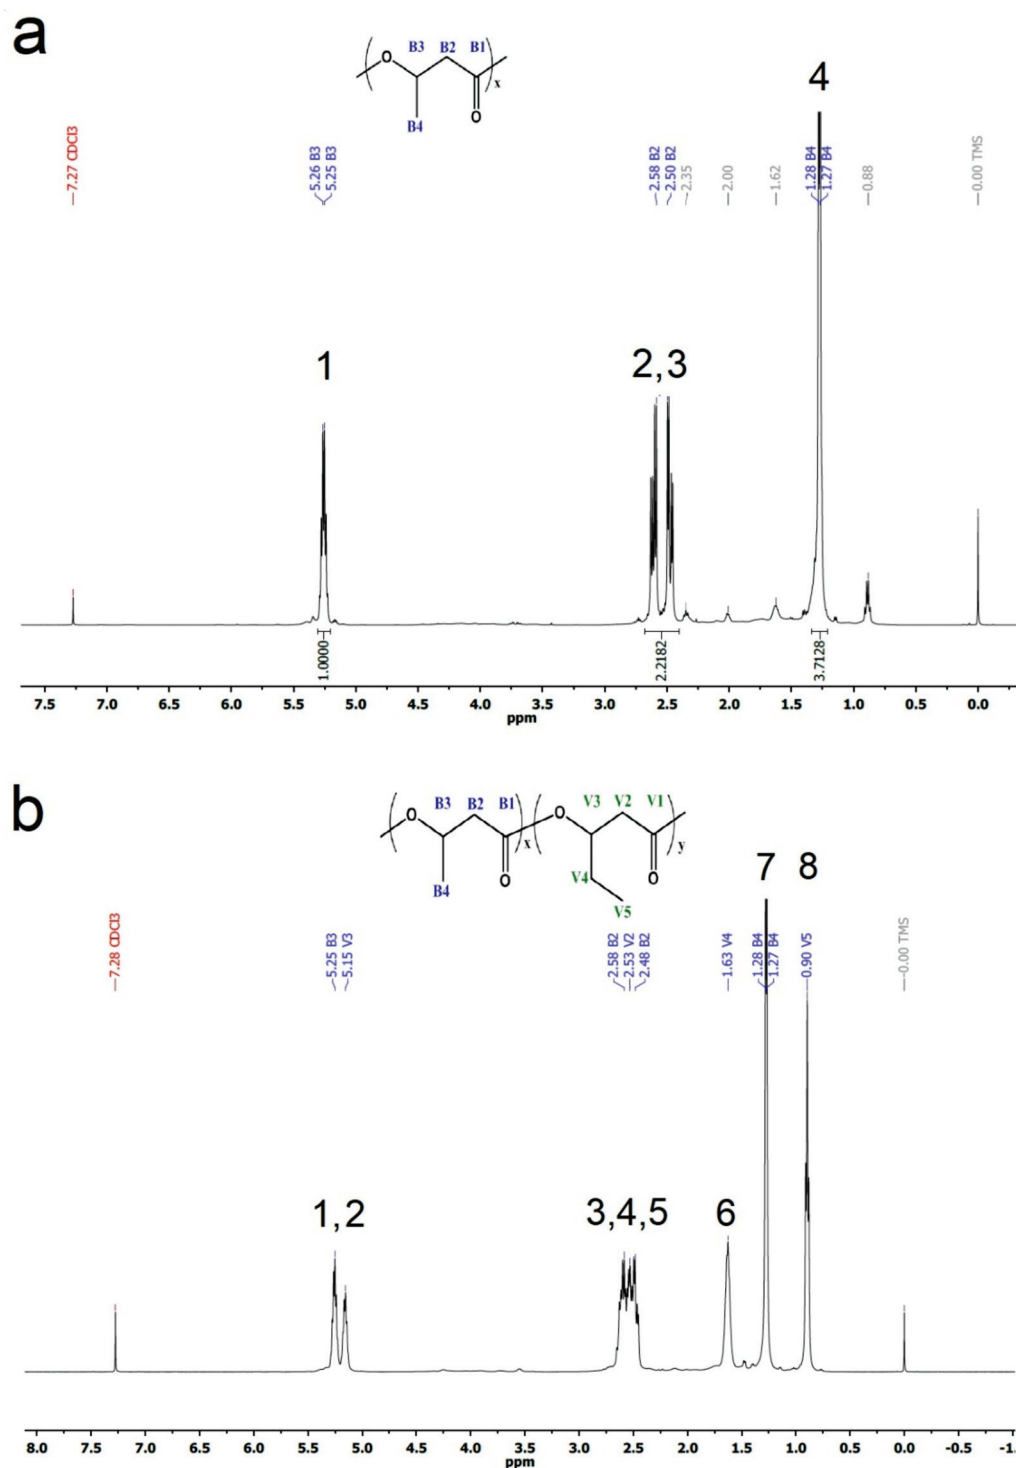 a
O B3 B2 B1 x
B4 O
4
7.27 CDCl3
5.26 B3
5.25 B3
2.58 B2
2.50 B2
2.35
2.00
1.62
1.28 B4
1.27 B4
0.88
0.00 TMS
1
2,3
1.0000
2.2182
3.7128
7.5 7.0 6.5 6.0 5.5 5.0 4.5 4.0 3.5 3.0 2.5 2.0 1.5 1.0 0.5 0.0
ppm
b
O B3 B2 B1 x O V3 V2 V1 y
B4 O V4 O
V5
7 8
7.28 CDCl3
5.25 B3
5.15 V3
2.58 B2
2.53 V2
2.48 B2
1.63 V4
1.28 B4
1.27 B4
0.90 V5
0.00 TMS
1,2
3,4,5
6
8.0 7.5 7.0 6.5 6.0 5.5 5.0 4.5 4.0 3.5 3.0 2.5 2.0 1.5 1.0 0.5 0.0 -0.5 -1.
ppm